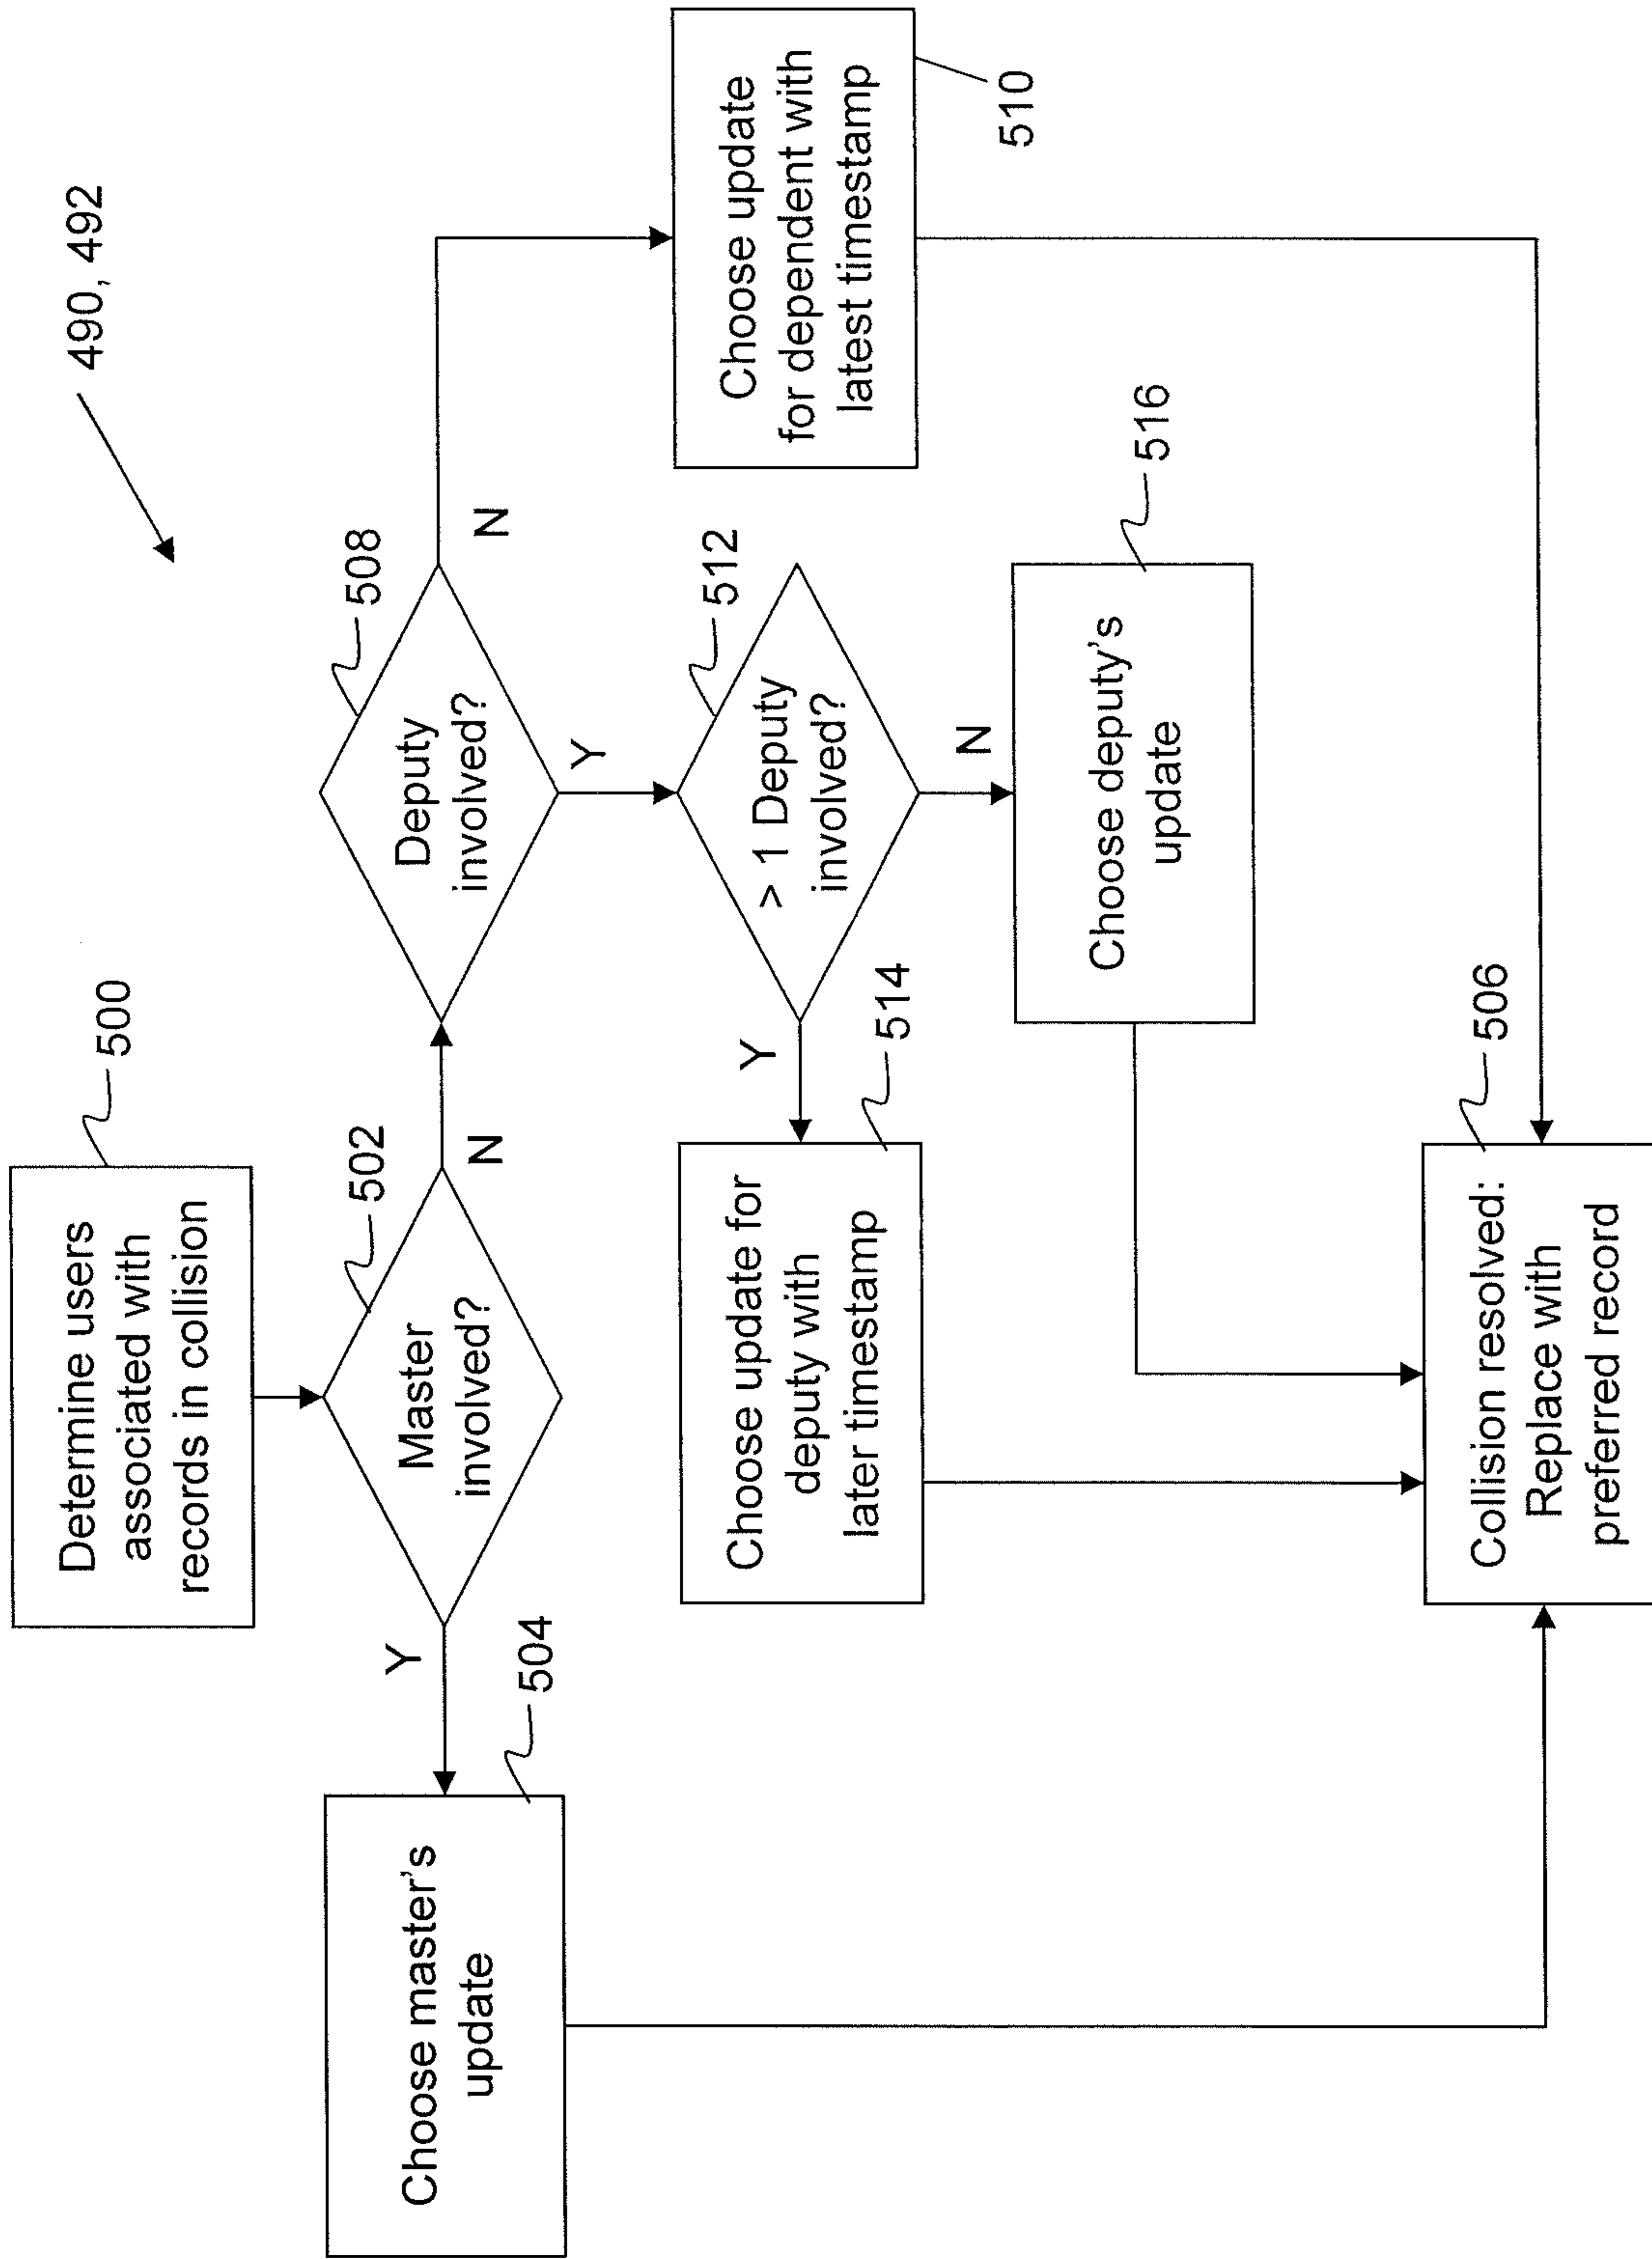 490, 492
Determine users
associated with
records in collision
500
Master
involved?
502
Y
N
Choose master's
update
504
Deputy
involved?
508
N
Y
Choose update
for dependent with
latest timestamp
510
> 1 Deputy
involved?
512
Y
N
Choose update for
deputy with
later timestamp
514
Choose deputy's
update
516
Collision resolved:
Replace with
preferred record
506